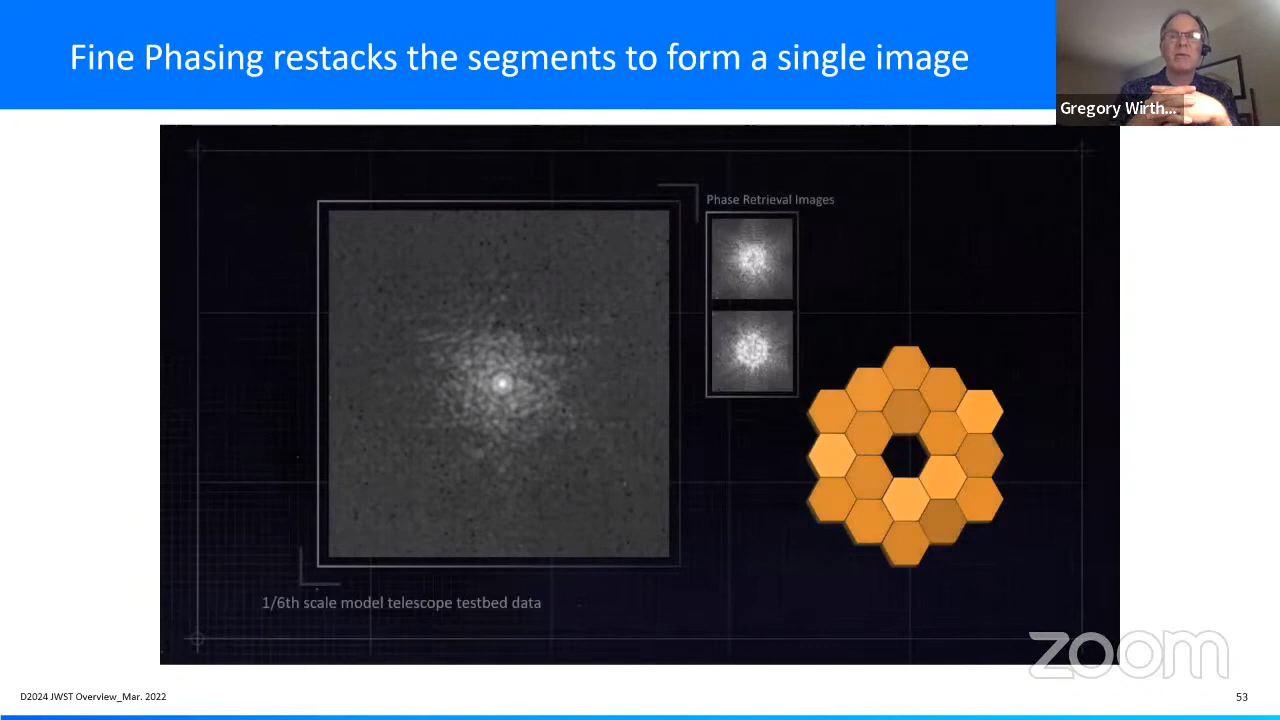 Fine Phasing restacks the segments to form a single image
Gregory Wirth...
Phase Retrieval Images
1/6th scale model telescope testbed data
zoom
D2024 JWST Overview_Mar. 2022
53